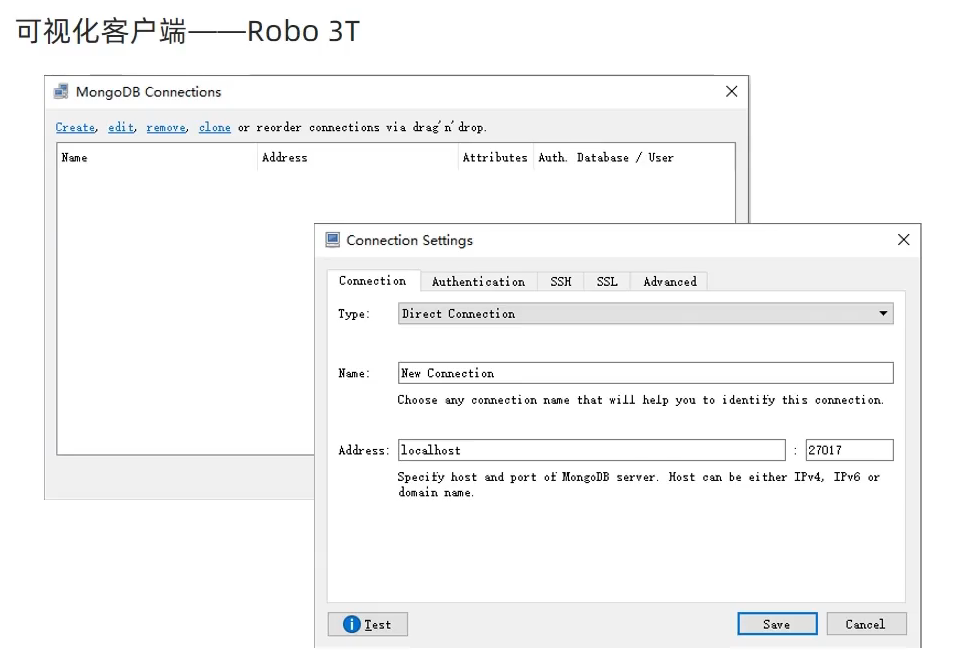 可视化客户端——Robo 3T
MongoDB Connections
Create, edit, remove, clone or reorder connections via drag'n'drop.
Name Address Attributes Auth. Database / User
Connection Settings
Connection Authentication SSH SSL Advanced
Type: Direct Connection
Name: New Connection
Choose any connection name that will help you to identify this connection.
Address: localhost : 27017
Specify host and port of MongoDB server. Host can be either IPv4, IPv6 or
domain name.
Test Save Cancel